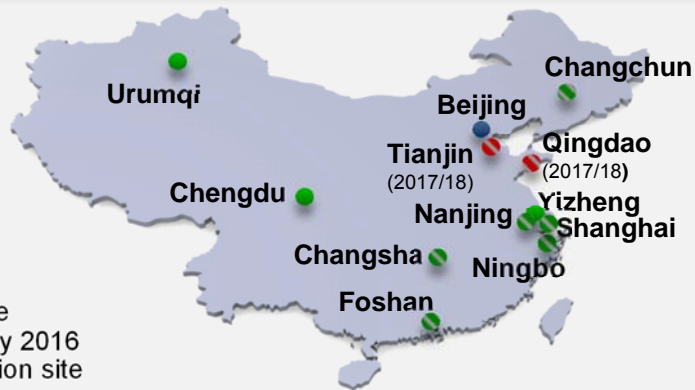 Changchun
Urumqi
Beijing
Qingdao
(2017/18)
Tianjin
(2017/18)
Chengdu
Yizheng
Nanjing
Shanghai
Changsha
Ningbo
Foshan
y 2016
ion site